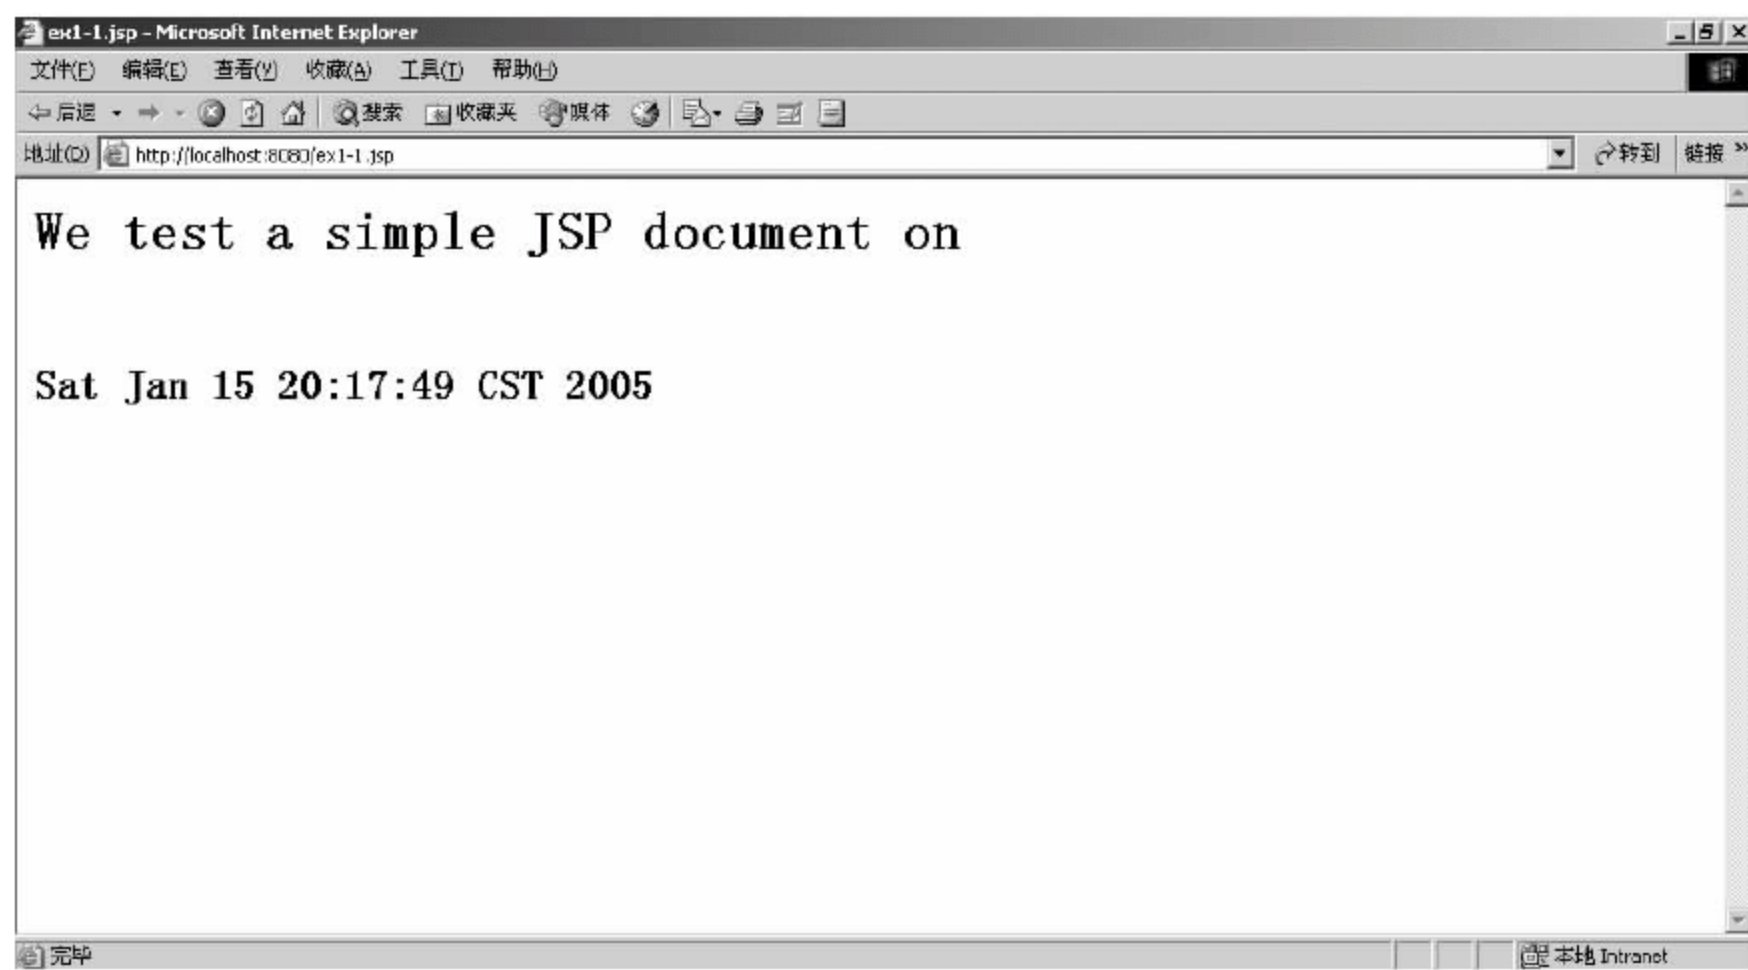 ex1-1.jsp - Microsoft Internet Explorer
文件(F) 编辑(E) 查看(V) 收藏(A) 工具(T) 帮助(H)
后退 搜索 收藏夹 媒体
地址(D) http://localhost:8080/ex1-1.jsp 转到 链接 »
We test a simple JSP document on
Sat Jan 15 20:17:49 CST 2005
完毕 本地 Intranet